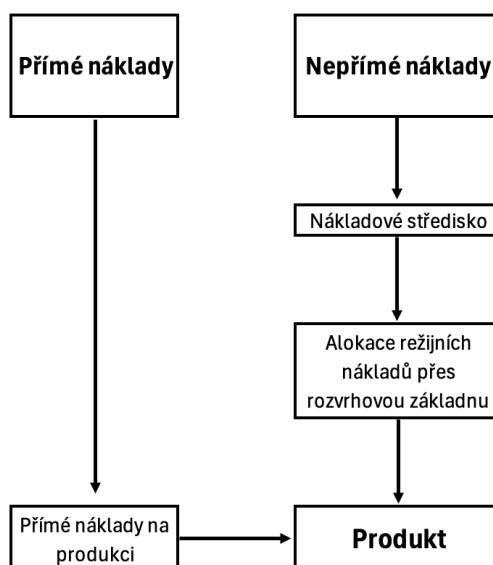 Přímé náklady
Nepřímé náklady
Nákladové středisko
Alokace režijních
nákladů přes
rozvrhovou základnu
Přímé náklady na
produkci
Produkt